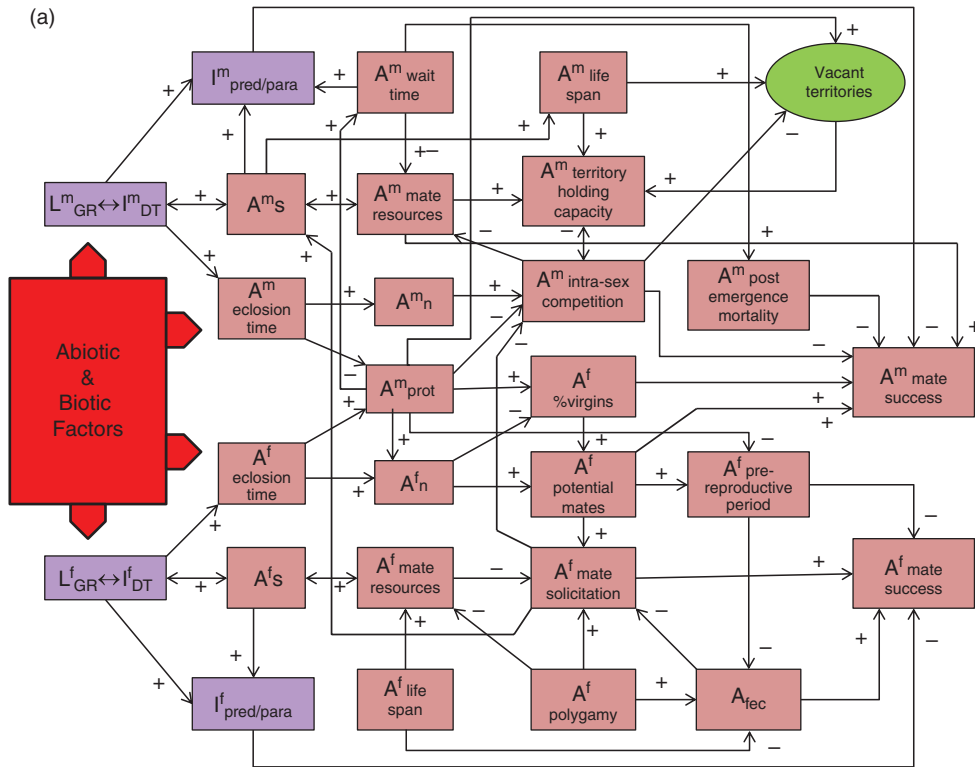 (a)
I^m pred/para
A^m wait
time
A^m life
span
Vacant
territories
+
+
+
+
+
+
+
+
+−
−
L^m GR↔I^m DT
+
A^m s
+
A^m mate
resources
+
A^m territory
holding
capacity
+
+
−
−
+
Abiotic
&
Biotic
Factors
A^m
eclosion
time
+
A^m n
+
A^m intra-sex
competition
A^m post
emergence
mortality
−
−
−
+
−
−
−
−
A^m prot
+
A^f
%virgins
A^m mate
success
+
+
+
−
+
+
−
A^f
eclosion
time
+
A^f n
+
A^f
potential
mates
+
A^f pre-
reproductive
period
+
+
−
L^f GR↔I^f DT
+
A^f s
+
A^f mate
resources
−
A^f mate
solicitation
+
A^f mate
success
+
−
+
−
−
+
−
+
+
I^f pred/para
A^f life
span
A^f
polygamy
+
A fec
−